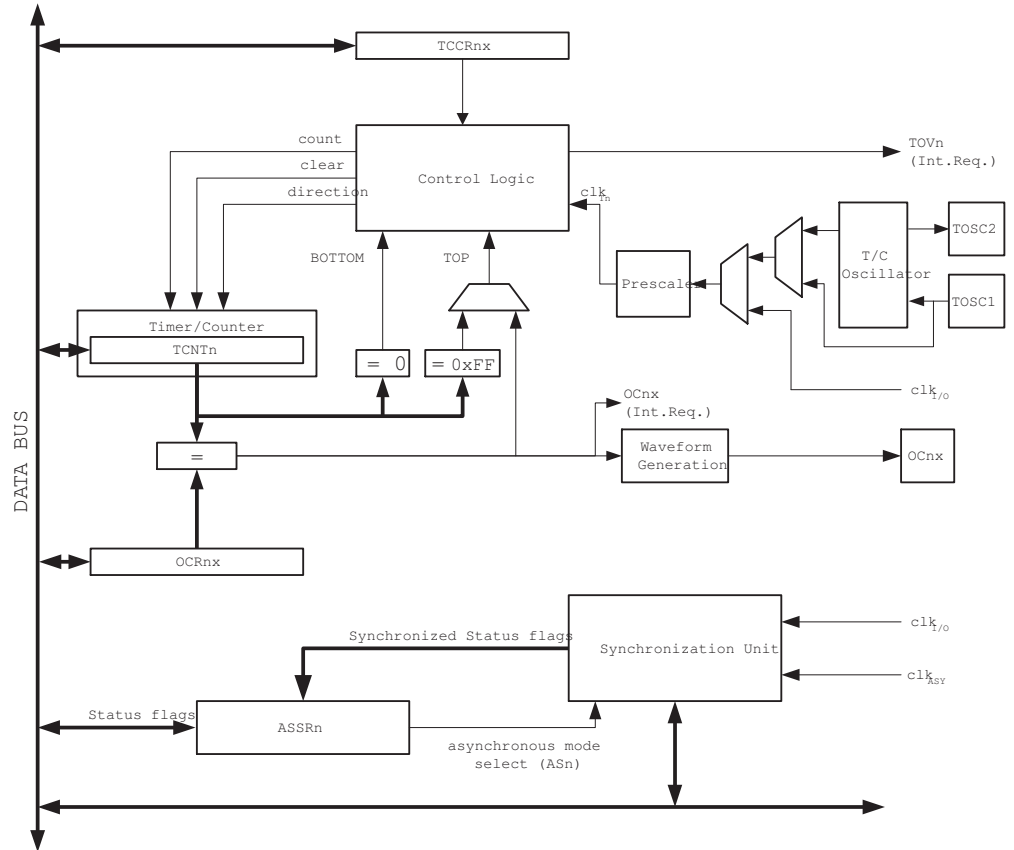 TCCRnx
count
clear
direction
Control Logic
TOVn
(Int.Req.)
clkTn
BOTTOM
TOP
Prescaler
T/C
Oscillator
TOSC2
TOSC1
Timer/Counter
TCNTn
= 0
= 0xFF
clkI/O
OCnx
(Int.Req.)
=
Waveform
Generation
OCnx
DATA BUS
OCRnx
Synchronized Status flags
Synchronization Unit
clkI/O
clkASY
Status flags
ASSRn
asynchronous mode
select (ASn)